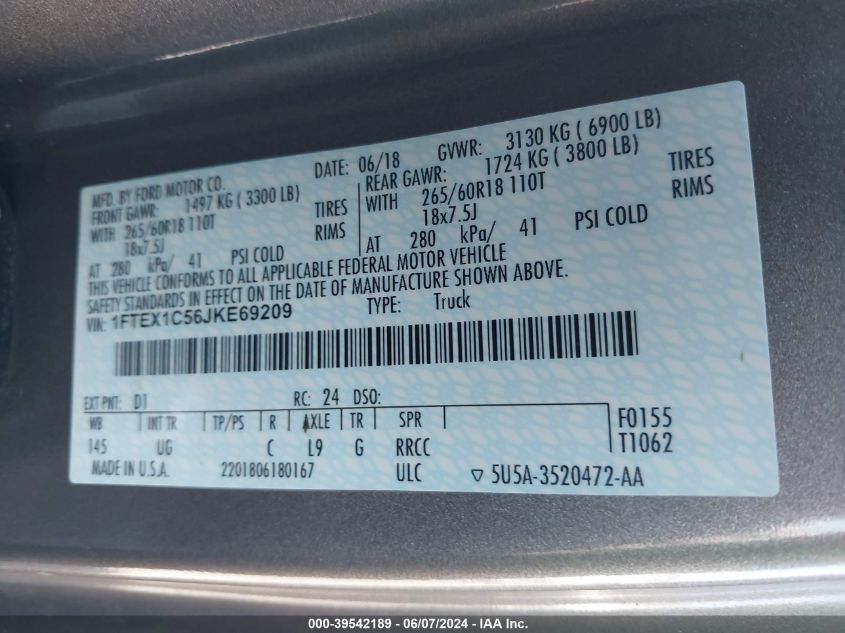 MFD. BY FORD MOTOR CO.
DATE: 06/18 GVWR: 3130 KG ( 6900 LB)
FRONT GAWR: 1497 KG ( 3300 LB)
WITH 265/60R18 110T TIRES
18x7.5J RIMS
AT 280 kPa/ 41 PSI COLD
REAR GAWR: 1724 KG ( 3800 LB)
WITH 265/60R18 110T TIRES
18x7.5J RIMS
AT 280 kPa/ 41 PSI COLD
THIS VEHICLE CONFORMS TO ALL APPLICABLE FEDERAL MOTOR VEHICLE
SAFETY STANDARDS IN EFFECT ON THE DATE OF MANUFACTURE SHOWN ABOVE.
VIN: 1FTEX1C56JKE69209 TYPE: Truck
EXT PNT: D1 RC: 24 DSO:
WB INT TR TP/PS R AXLE TR SPR F0155
145 UG C L9 G RRCC T1062
MADE IN U.S.A. 2201806180167 ULC ▽ 5U5A-3520472-AA
000-39542189 - 06/07/2024 - IAA Inc.